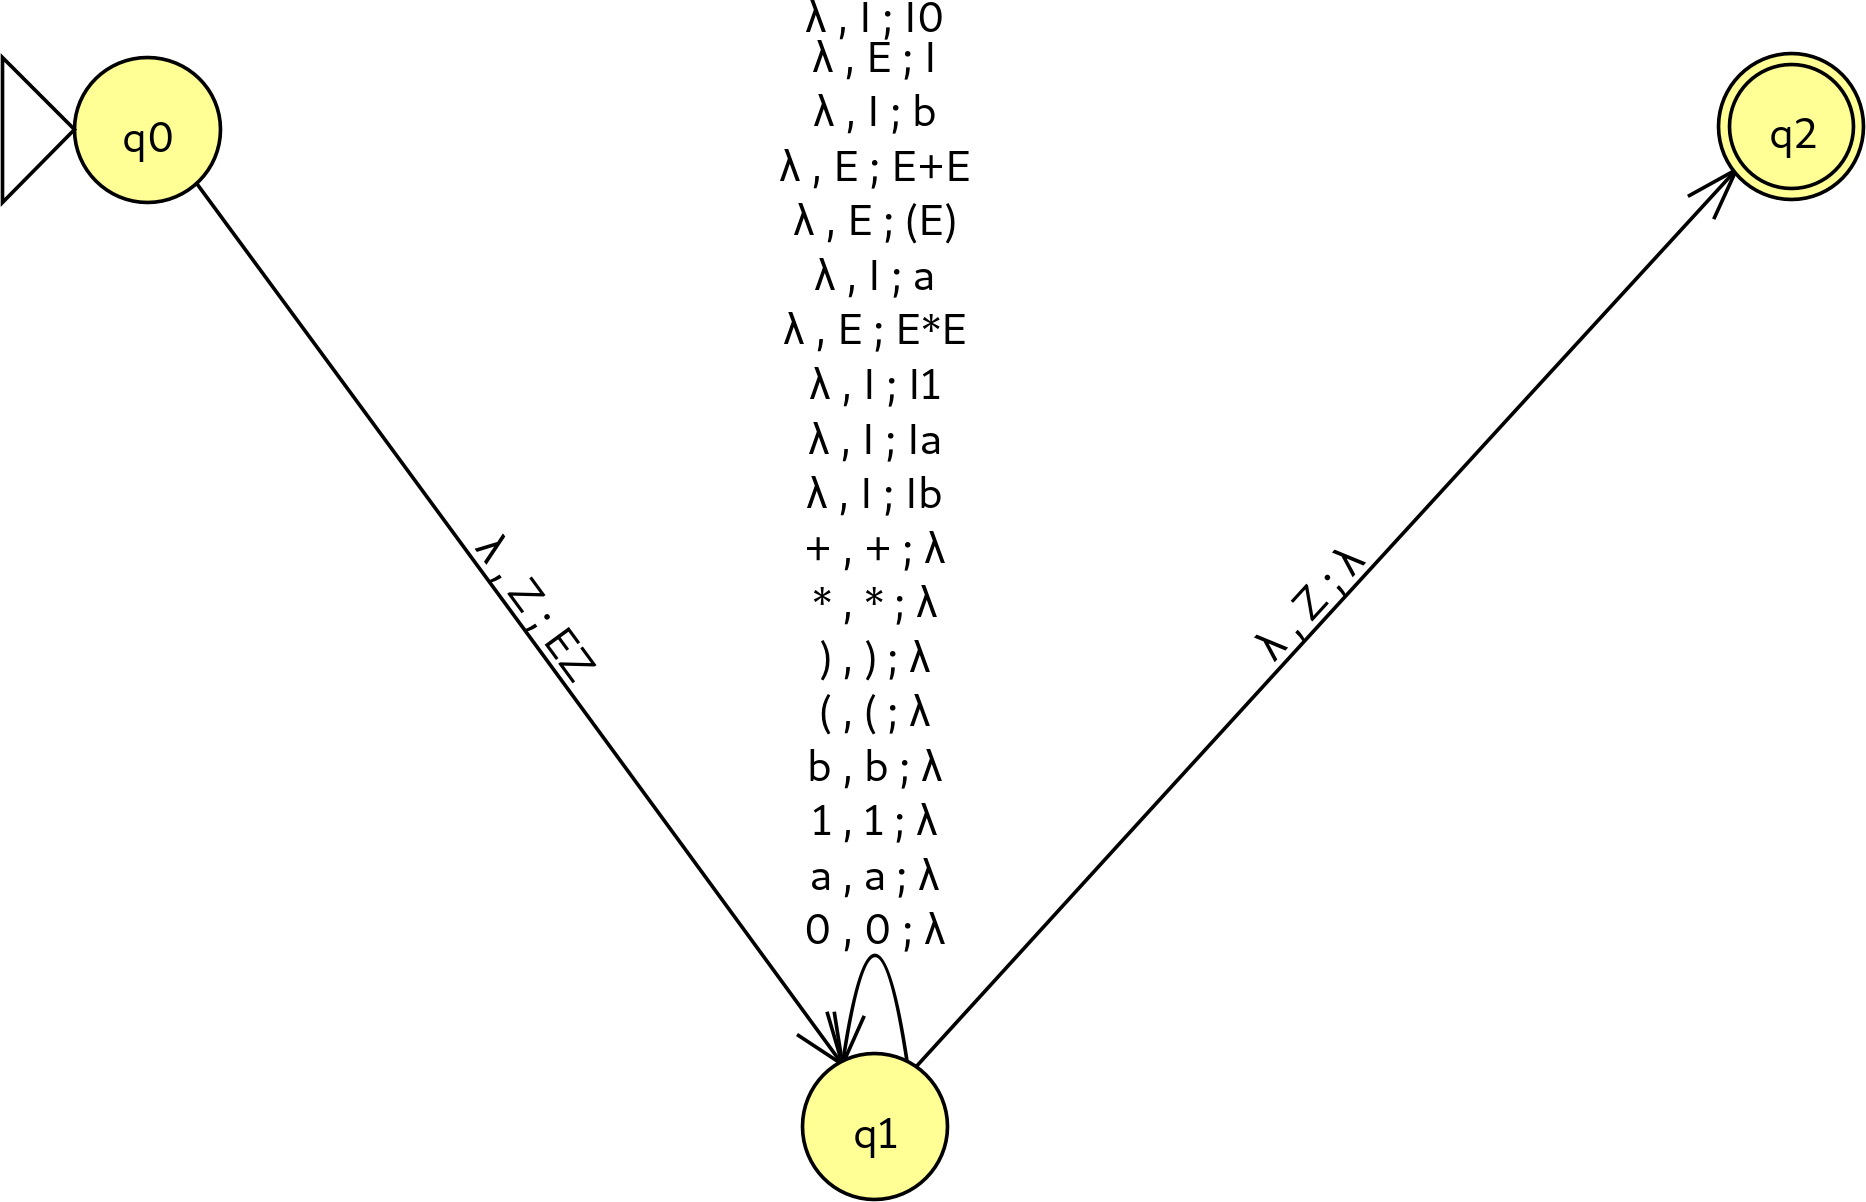 λ , I ; I0
λ , E ; I
q0
q2
λ , I ; b
λ , E ; E+E
λ , E ; (E)
λ , I ; a
λ , E ; E*E
λ , I ; I1
λ , I ; Ia
λ , I ; Ib
+ , + ; λ
λ , Z ; EZ
λ , Z ; λ
* , * ; λ
) , ) ; λ
( , ( ; λ
b , b ; λ
1 , 1 ; λ
a , a ; λ
0 , 0 ; λ
q1